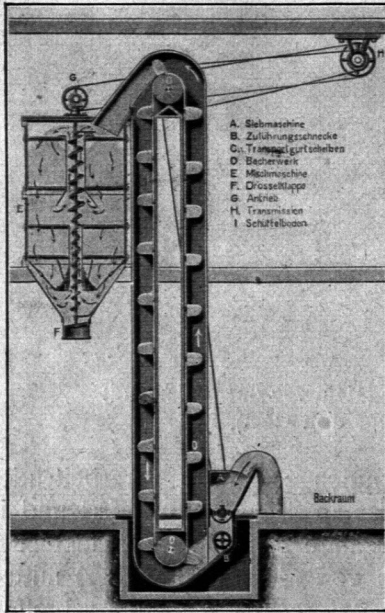 G
H
A. Siebmaschine
B. Zuführungsschnecke
C. Transportgurtscheiben
D Becherwerk
E Mischmaschine
F. Drosselklappe
G Antrieb
H. Transmission
I Schüttelboden
E
F
D
A
B
Backraum